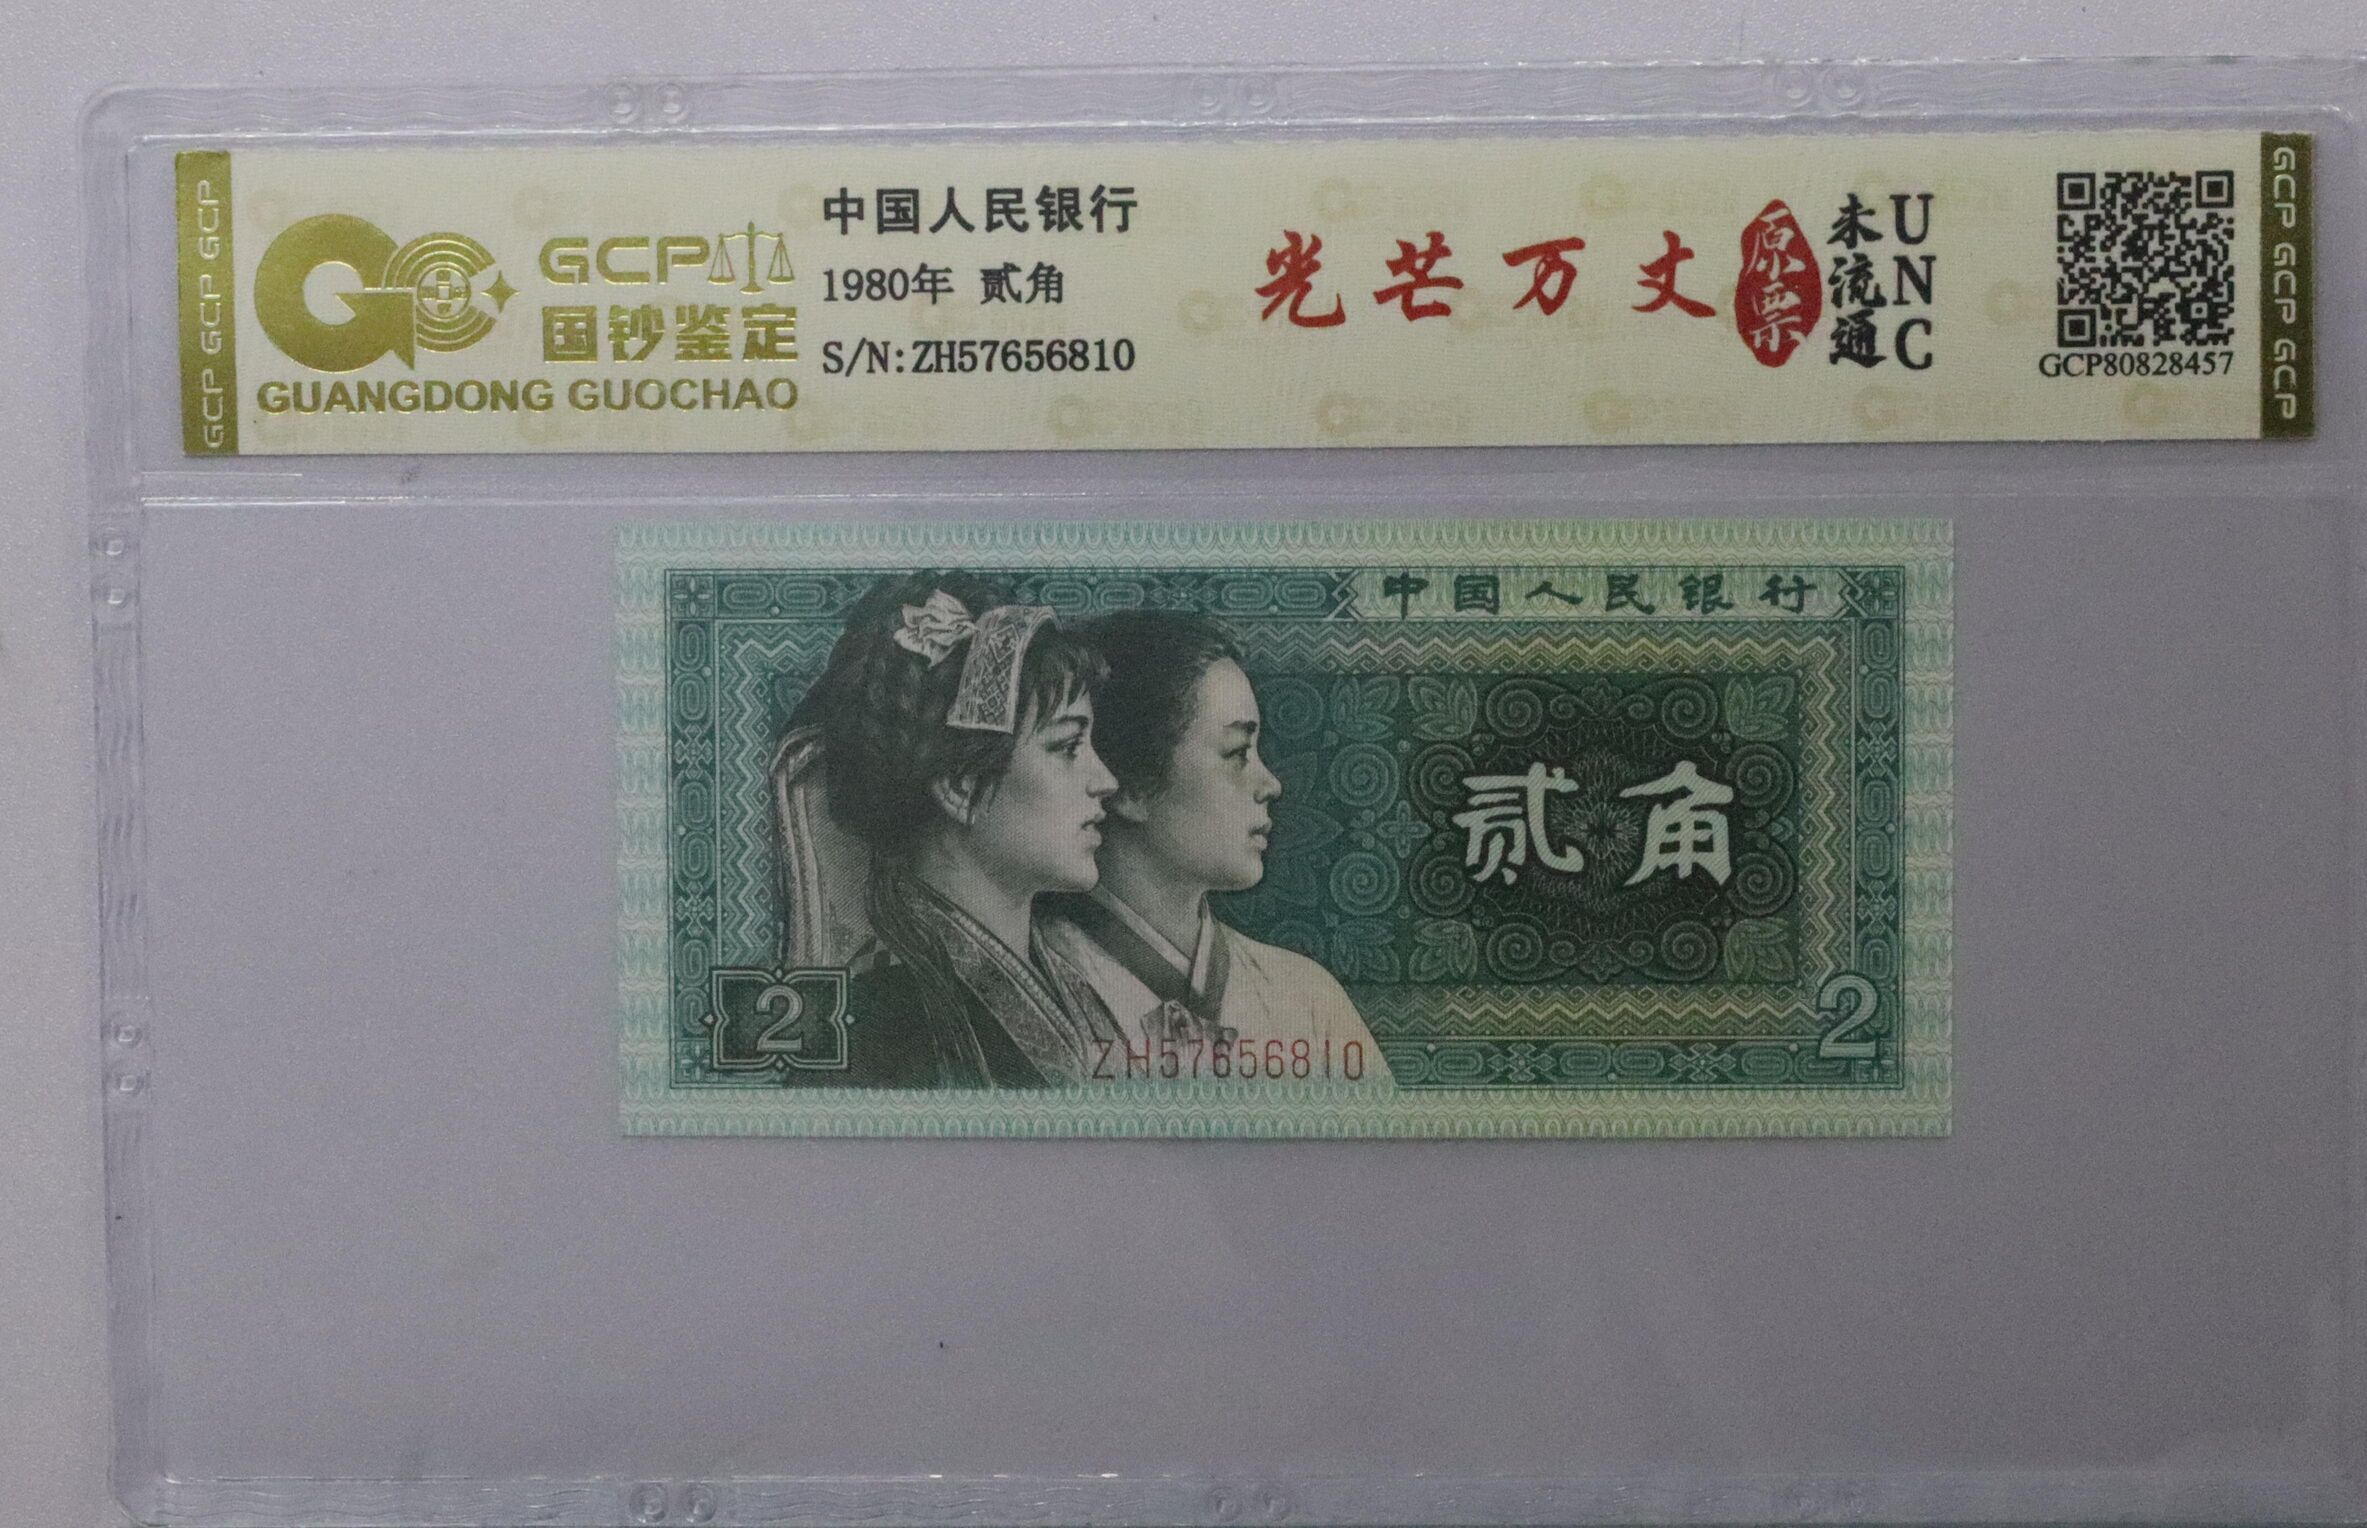 GCP GCP GCP
GCP
国钞鉴定
GUANGDONG GUOCHAO
中国人民银行
1980年 贰角
S/N:ZH57656810
光芒万丈
原票
未流通
UNC
GCP80828457
GCP GCP GCP
中国人民银行
贰角
2
ZH57656810
2